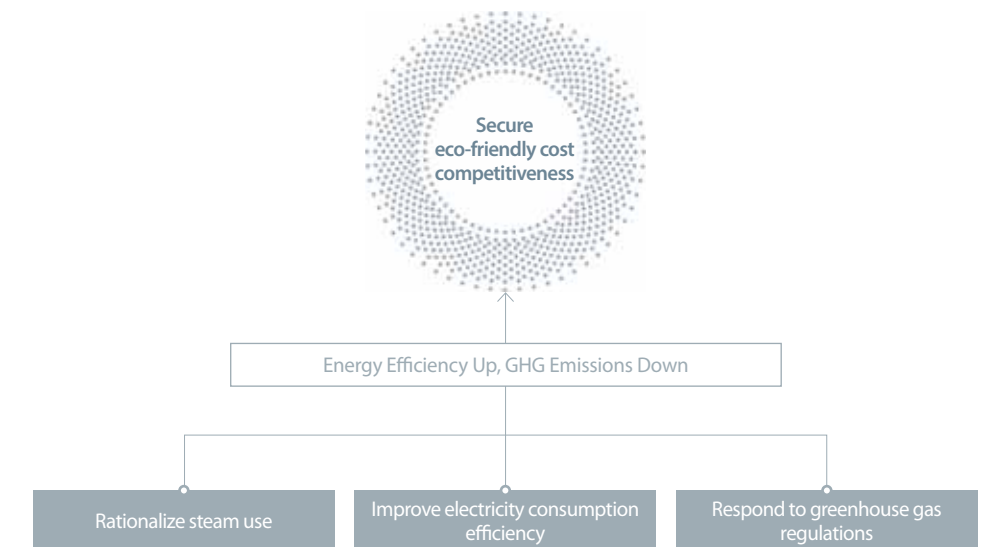 Secure
eco-friendly cost
competitiveness
Energy Efficiency Up, GHG Emissions Down
Rationalize steam use
Improve electricity consumption
efficiency
Respond to greenhouse gas
regulations